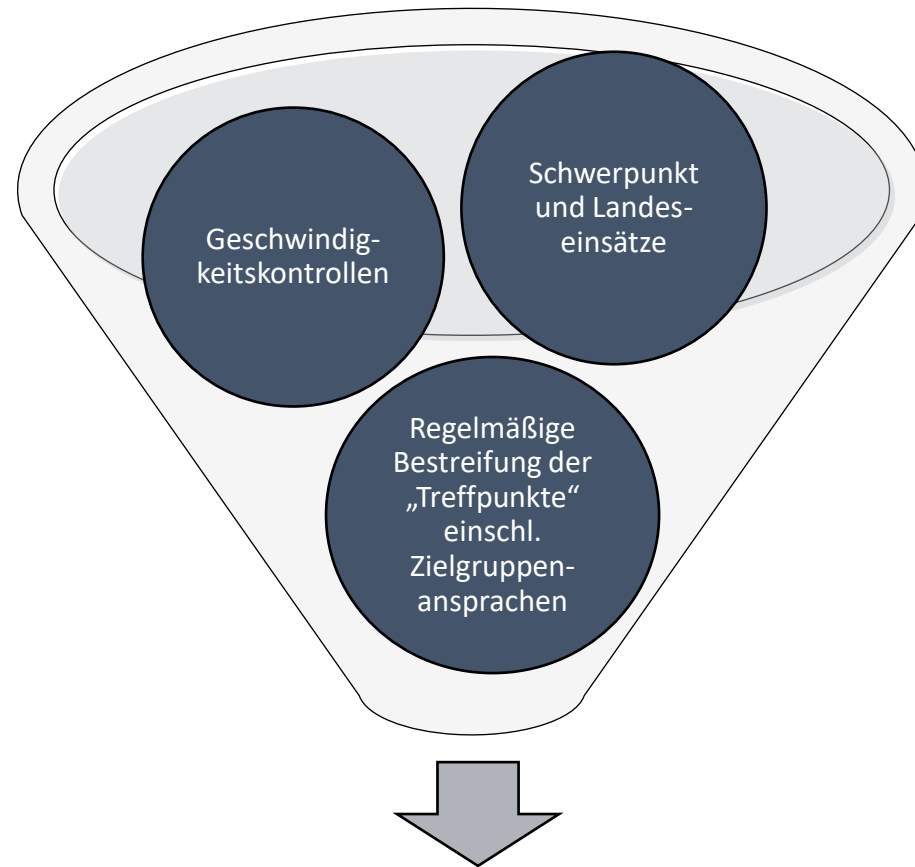 Geschwindig-
keitskontrollen
Schwerpunkt
und Landes-
einsätze
Regelmäßige
Bestreifung der
„Treffpunkte“
einschl.
Zielgruppen-
ansprachen